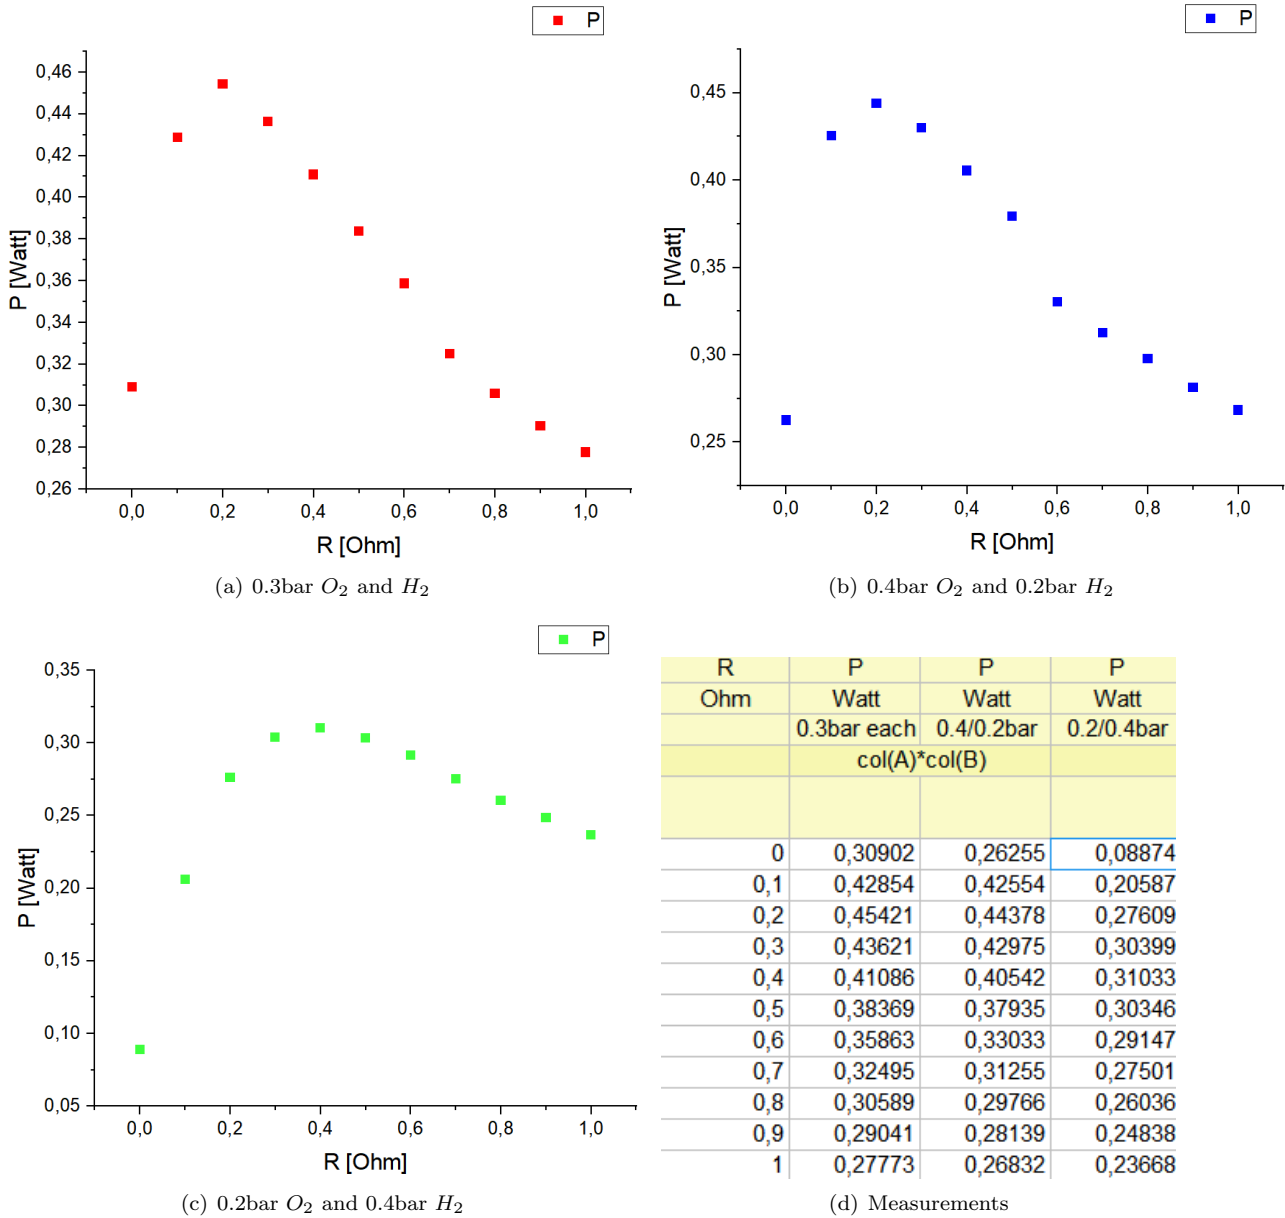 P
0,46
0,44
0,42
0,40
0,38
0,36
0,34
0,32
0,30
0,28
0,26
P [Watt]
0,0 0,2 0,4 0,6 0,8 1,0
R [Ohm]
(a) 0.3bar O₂ and H₂
P
0,45
0,40
0,35
0,30
0,25
P [Watt]
0,0 0,2 0,4 0,6 0,8 1,0
R [Ohm]
(b) 0.4bar O₂ and 0.2bar H₂
P
0,35
0,30
0,25
0,20
0,15
0,10
0,05
P [Watt]
0,0 0,2 0,4 0,6 0,8 1,0
R [Ohm]
(c) 0.2bar O₂ and 0.4bar H₂
R P P P
Ohm Watt Watt Watt
0.3bar each 0.4/0.2bar 0.2/0.4bar
col(A)*col(B)
0 0,30902 0,26255 0,08874
0,1 0,42854 0,42554 0,20587
0,2 0,45421 0,44378 0,27609
0,3 0,43621 0,42975 0,30399
0,4 0,41086 0,40542 0,31033
0,5 0,38369 0,37935 0,30346
0,6 0,35863 0,33033 0,29147
0,7 0,32495 0,31255 0,27501
0,8 0,30589 0,29766 0,26036
0,9 0,29041 0,28139 0,24838
1 0,27773 0,26832 0,23668
(d) Measurements